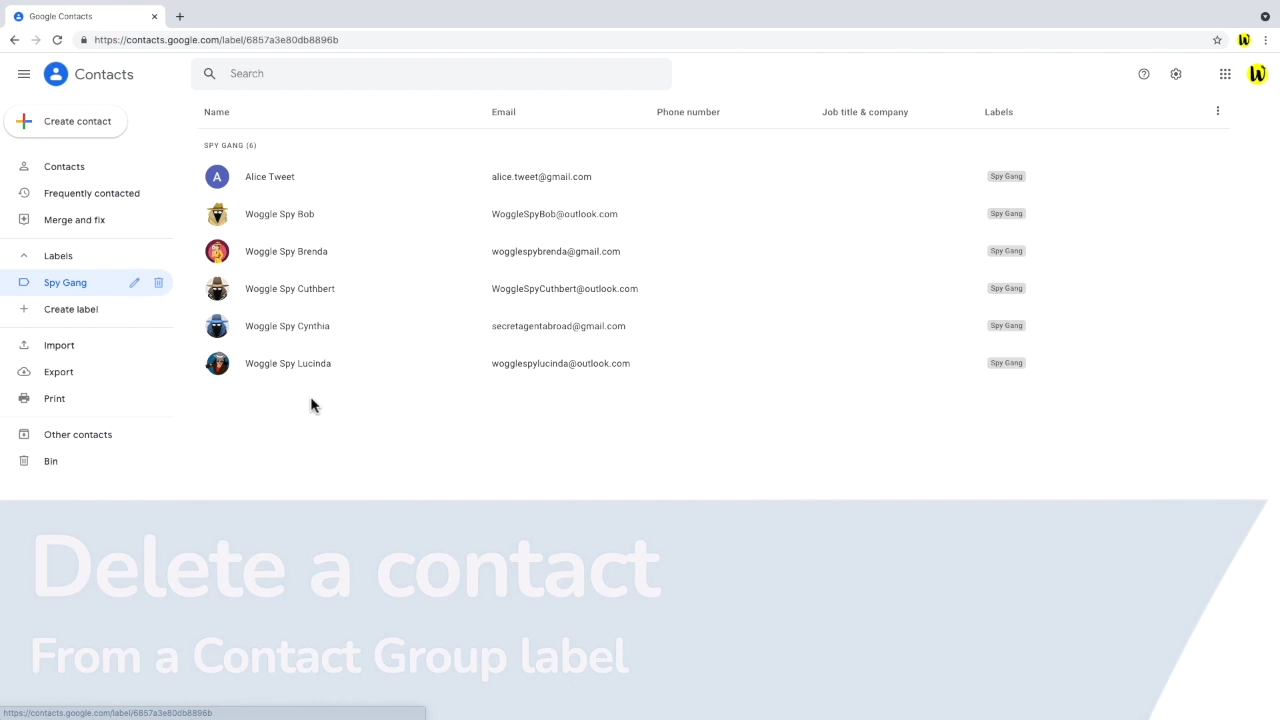 Google Contacts
https://contacts.google.com/label/6857a3e80db8896b
W
Contacts
Search
W
Create contact
Name Email Phone number Job title & company Labels
SPY GANG (6)
A Alice Tweet alice.tweet@gmail.com Spy Gang
Woggle Spy Bob WoggleSpyBob@outlook.com Spy Gang
Woggle Spy Brenda wogglespybrenda@gmail.com Spy Gang
Woggle Spy Cuthbert WoggleSpyCuthbert@outlook.com Spy Gang
Woggle Spy Cynthia secretagentabroad@gmail.com Spy Gang
Woggle Spy Lucinda wogglespylucinda@outlook.com Spy Gang
Contacts
Frequently contacted
Merge and fix
Labels
Spy Gang
Create label
Import
Export
Print
Other contacts
Bin
Delete a contact
From a Contact Group label
https://contacts.google.com/label/6857a3e80db8896b